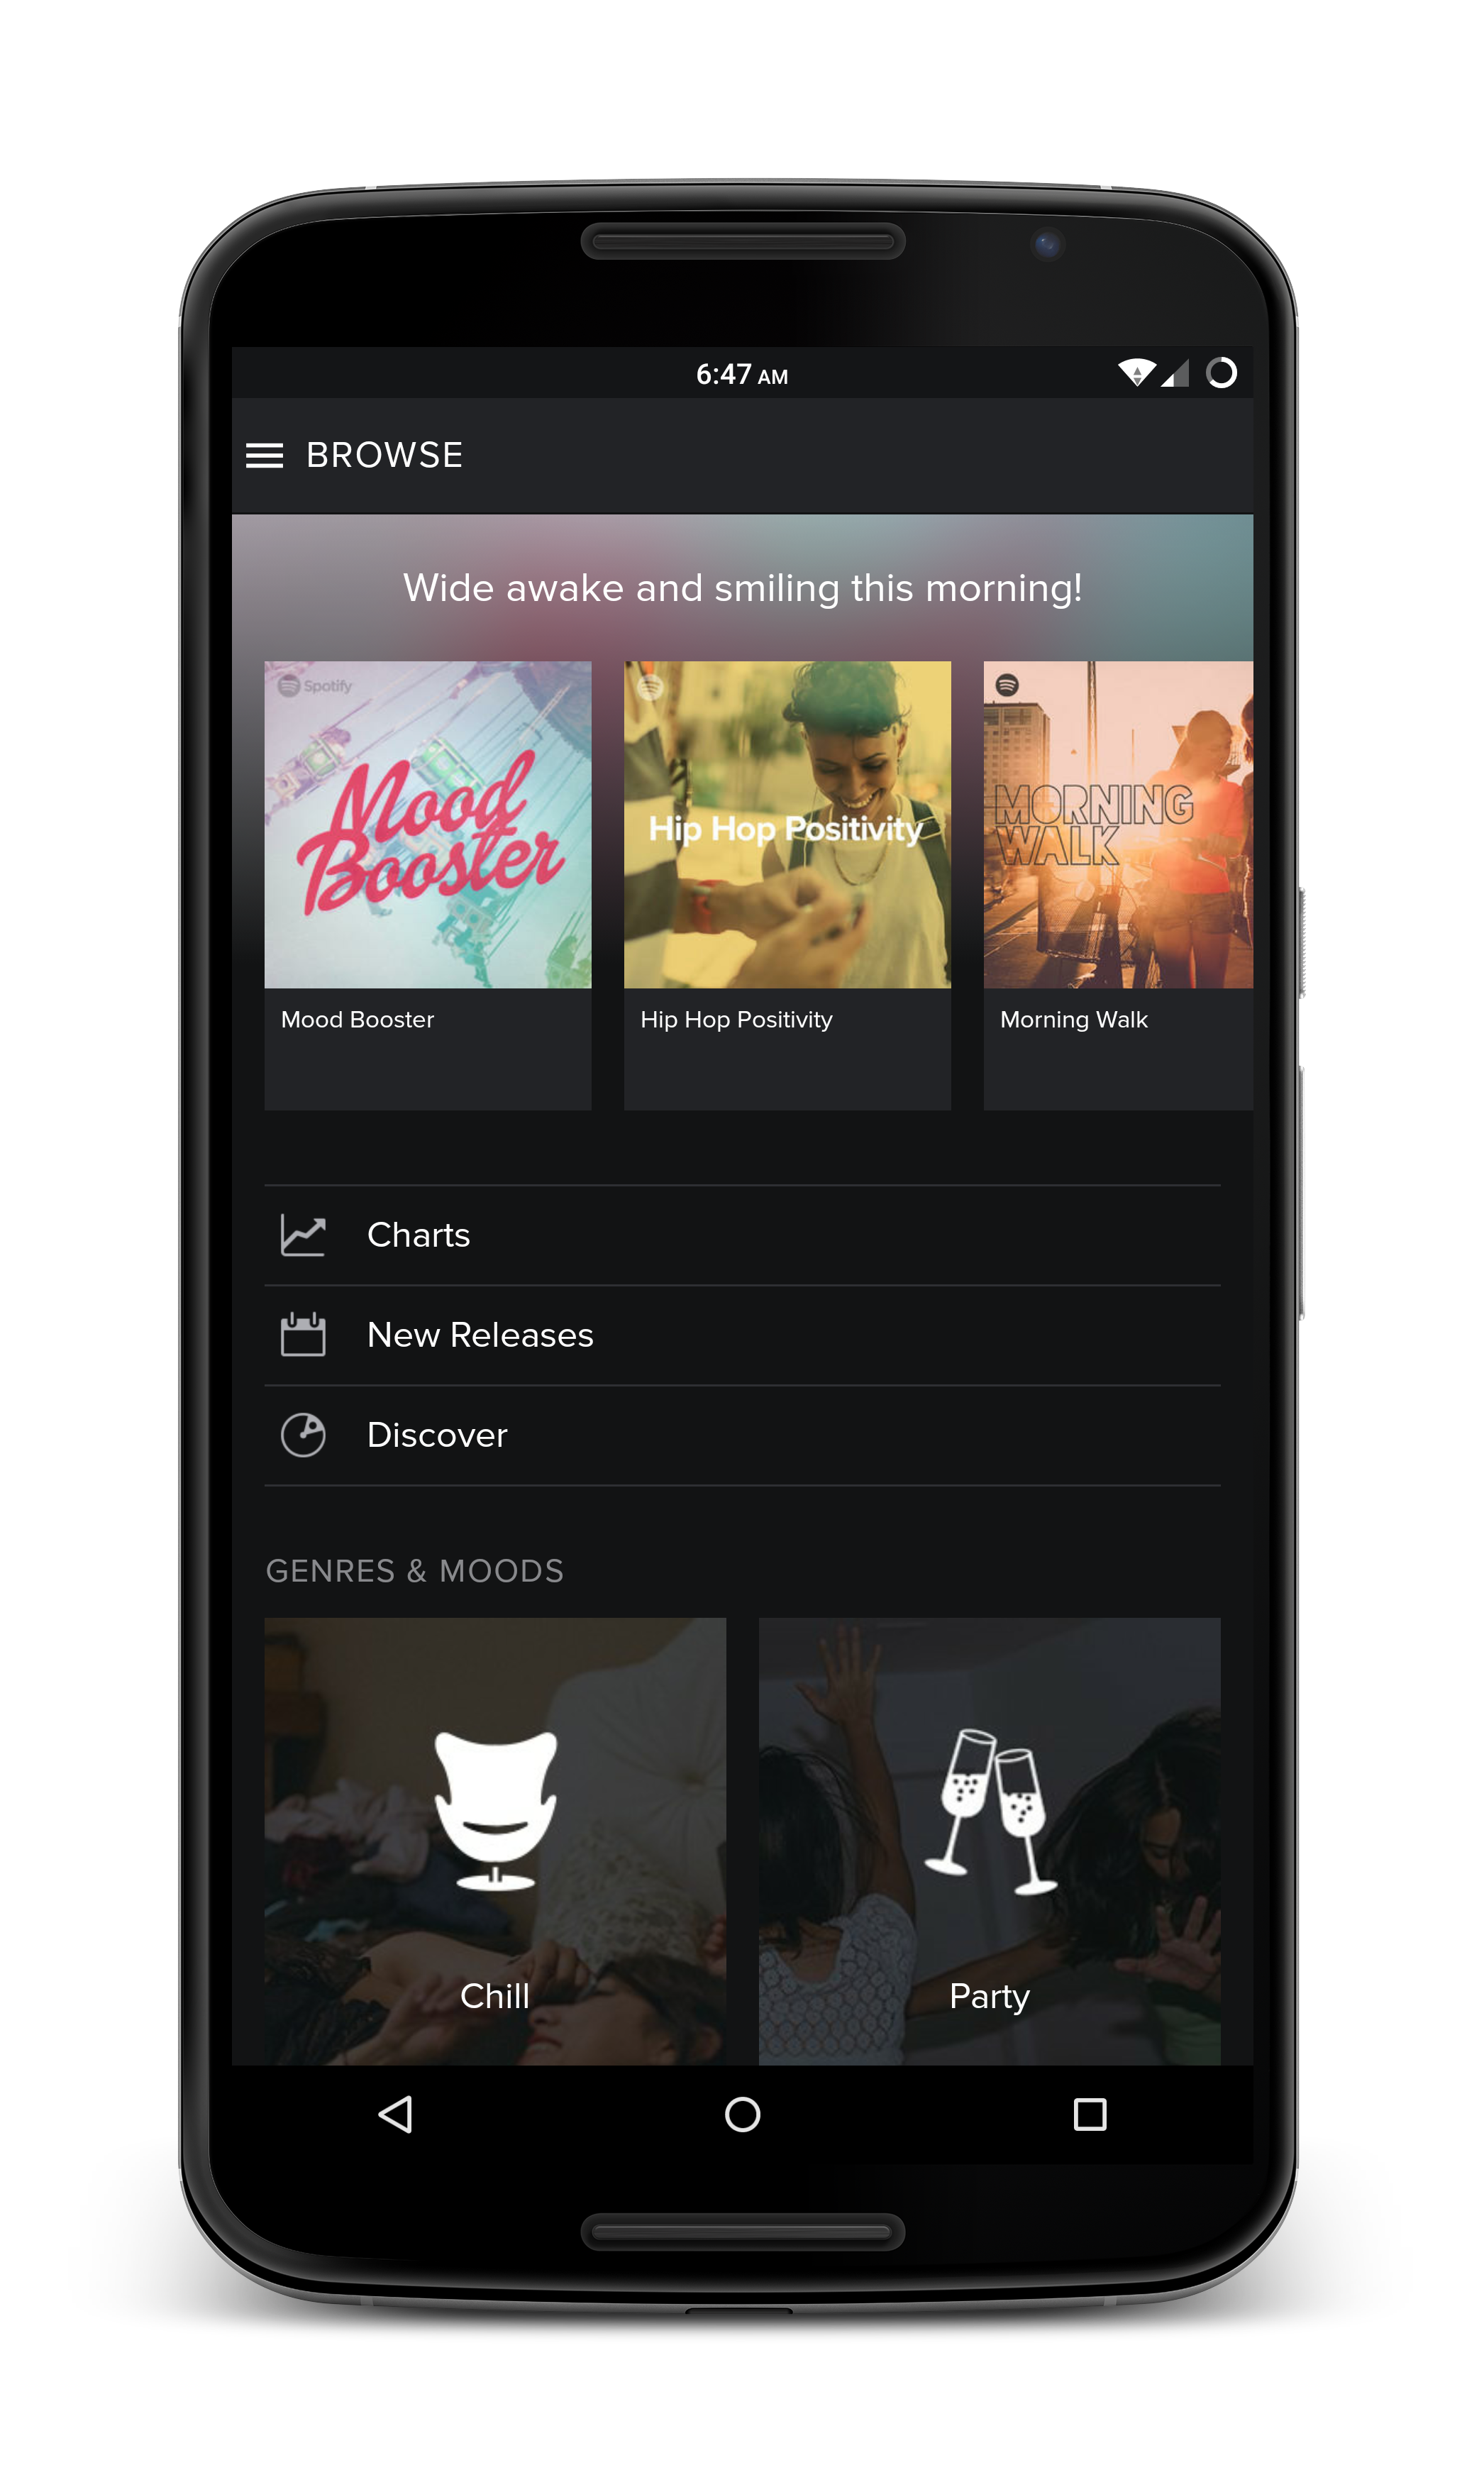 6:47 AM
BROWSE
Wide awake and smiling this morning!
Spotify
Mood
Booster
Hip Hop Positivity
MORNING
WALK
Mood Booster
Hip Hop Positivity
Morning Walk
Charts
New Releases
Discover
GENRES & MOODS
Chill
Party